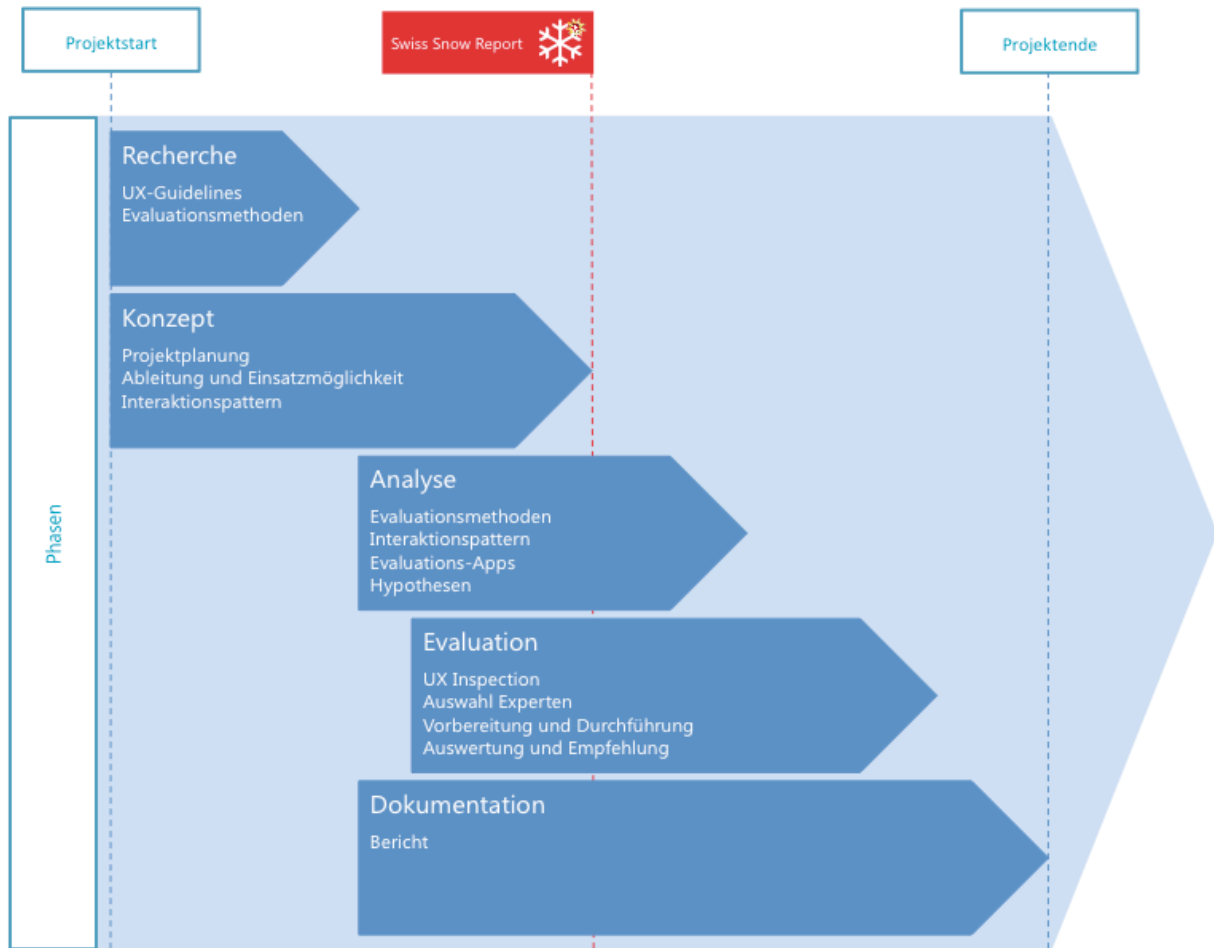 Projektstart
Swiss Snow Report
Projektende
Phasen
Recherche
UX-Guidelines
Evaluationsmethoden
Konzept
Projektplanung
Ableitung und Einsatzmöglichkeit
Interaktionspattern
Analyse
Evaluationsmethoden
Interaktionspattern
Evaluations-Apps
Hypothesen
Evaluation
UX Inspection
Auswahl Experten
Vorbereitung und Durchführung
Auswertung und Empfehlung
Dokumentation
Bericht